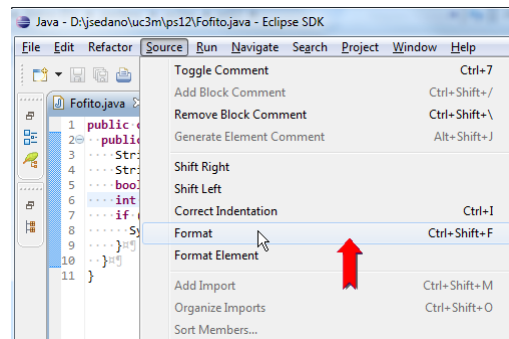 Java - D:\jsedano\uc3m\ps12\Fofito.java - Eclipse SDK
File Edit Refactor Source Run Navigate Search Project Window Help
Toggle Comment Ctrl+7
Add Block Comment Ctrl+Shift+/
Remove Block Comment Ctrl+Shift+\
Generate Element Comment Alt+Shift+J
Shift Right
Shift Left
Correct Indentation Ctrl+I
Format Ctrl+Shift+F
Format Element
Add Import Ctrl+Shift+M
Organize Imports Ctrl+Shift+O
Sort Members...
Fofito.java
1 public
2 public
3 ····Stri
4 ····Stri
5 ····bool
6 ····int
7 ····if
8 ······Sy
9 ····}¤¶
10 ··}¤¶
11 }